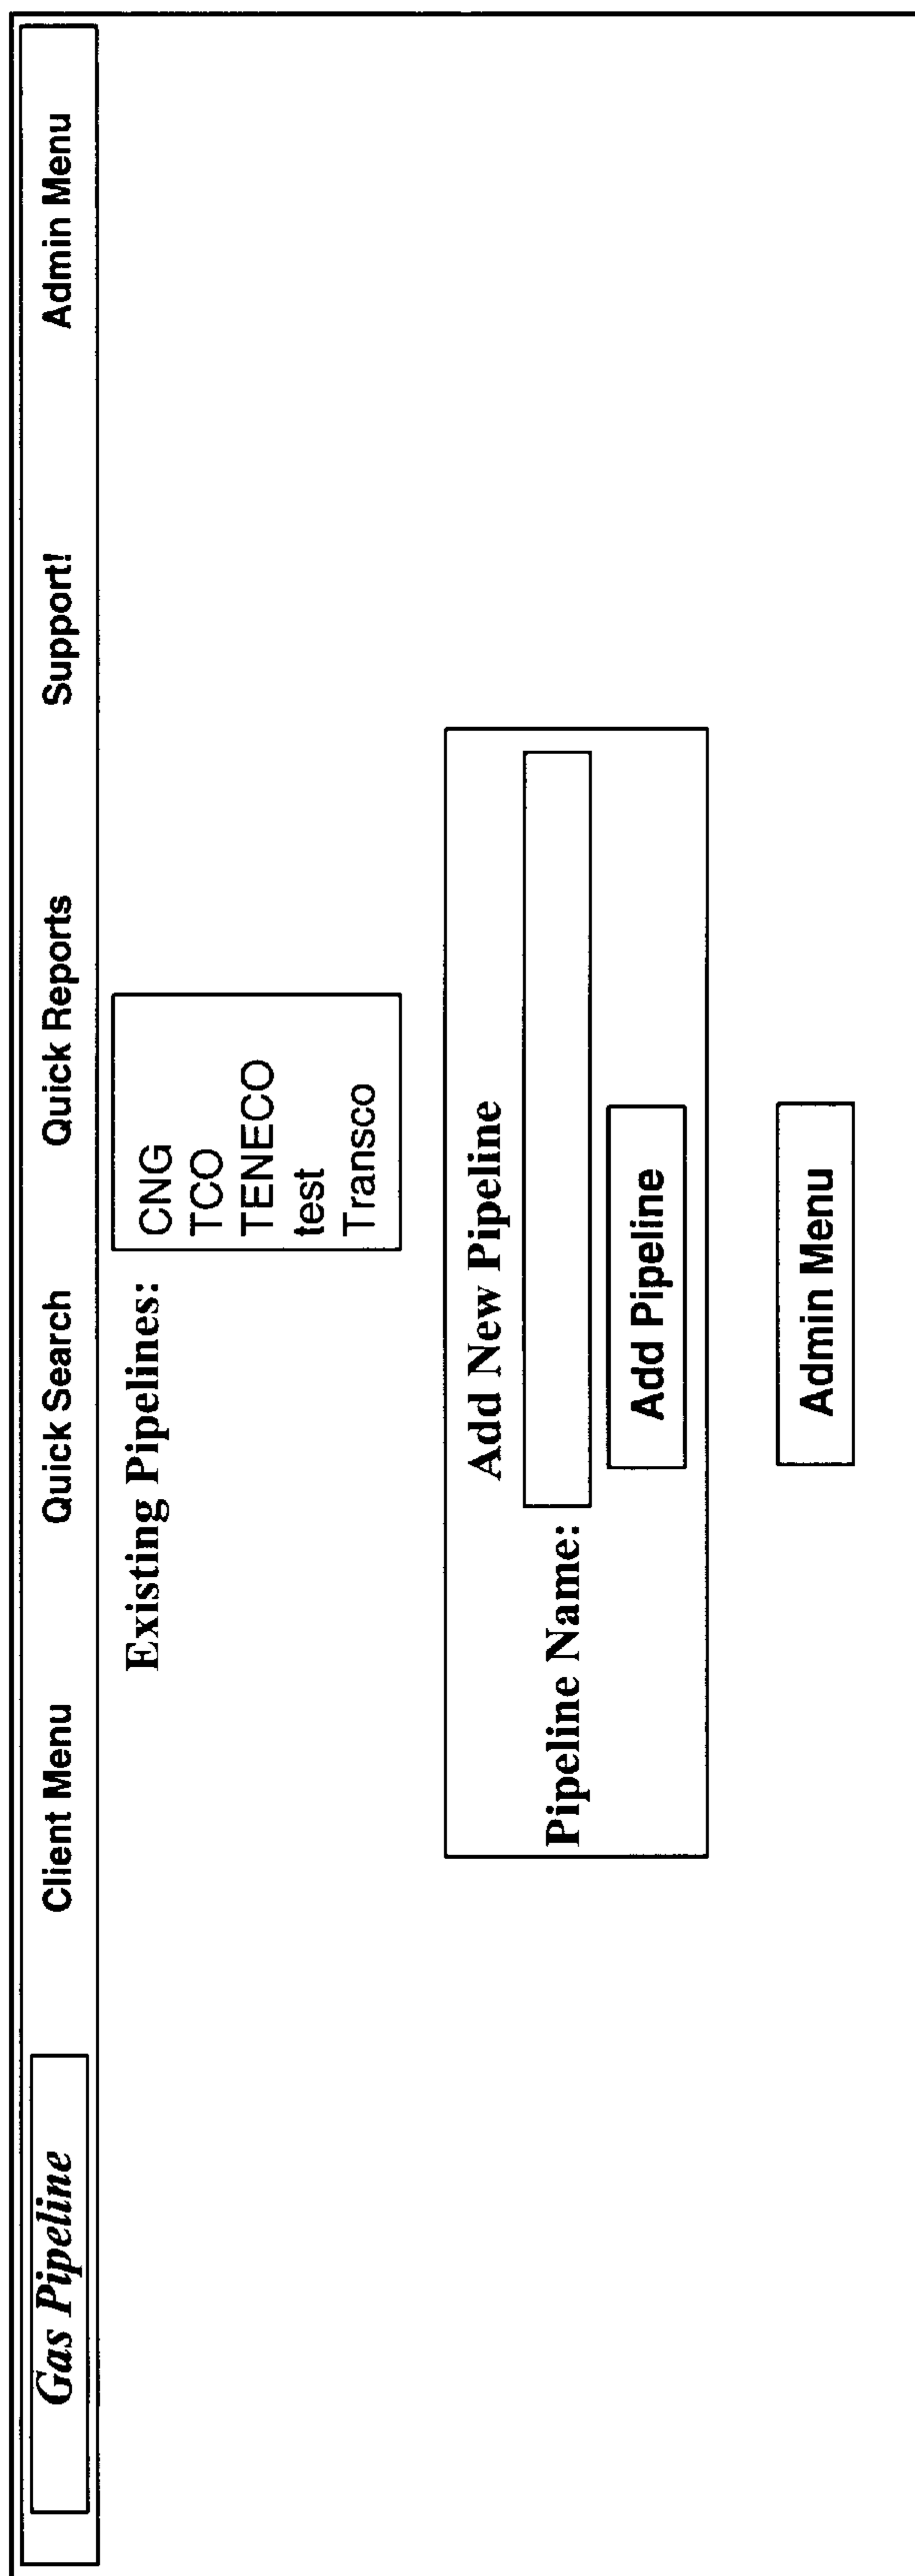 Gas Pipeline Client Menu Quick Search Quick Reports Support! Admin Menu
Existing Pipelines: CNG
TCO
TENECO
test
Transco
Add New Pipeline
Pipeline Name:
Add Pipeline
Admin Menu